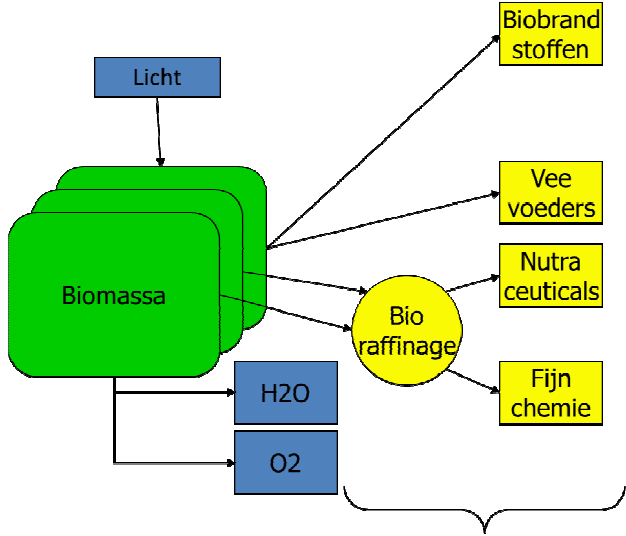 Biobrand
stoffen
Licht
Vee
voeders
Nutra
ceuticals
Biomassa
Bio
raffinage
Fijn
chemie
H2O
O2